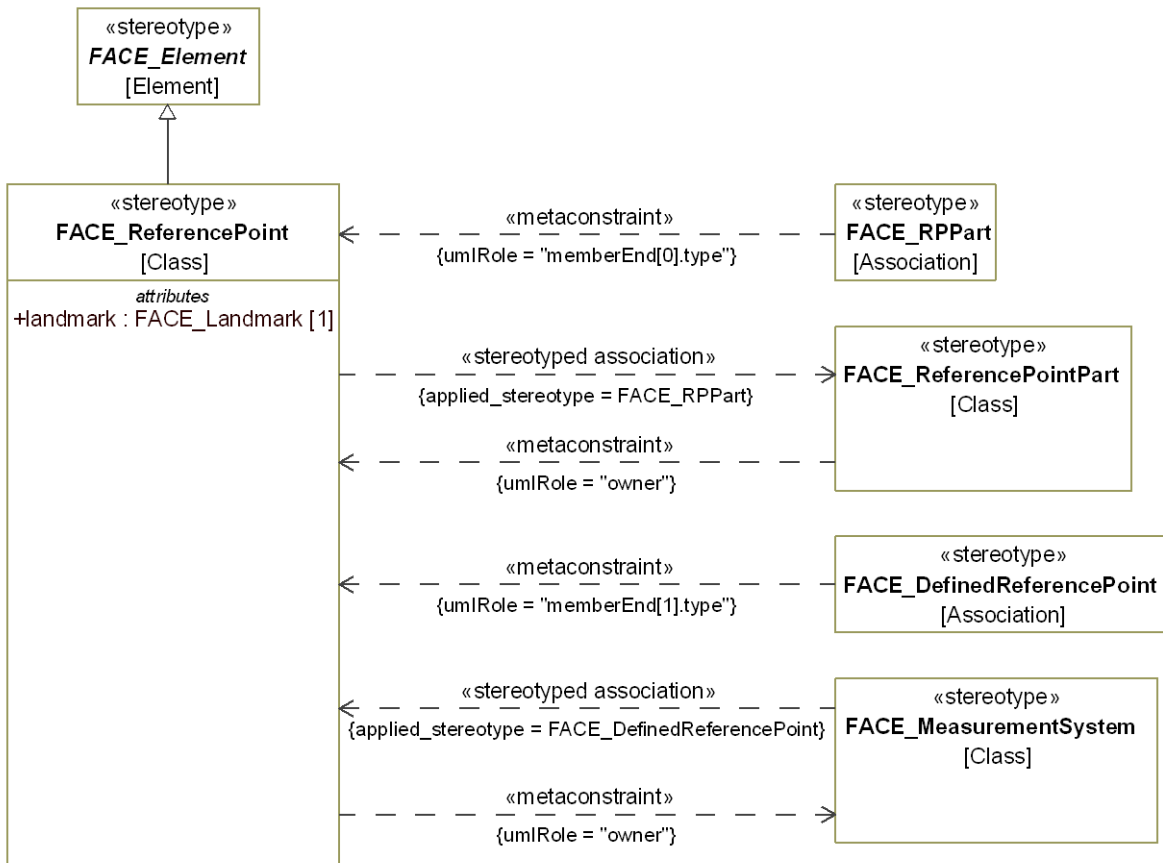 «stereotype»
FACE_Element
[Element]
«stereotype»
FACE_ReferencePoint
[Class]
attributes
+landmark : FACE_Landmark [1]
«metaconstraint»
{umlRole = "memberEnd[0].type"}
«stereotype»
FACE_RPPart
[Association]
«stereotyped association»
{applied_stereotype = FACE_RPPart}
«stereotype»
FACE_ReferencePointPart
[Class]
«metaconstraint»
{umlRole = "owner"}
«metaconstraint»
{umlRole = "memberEnd[1].type"}
«stereotype»
FACE_DefinedReferencePoint
[Association]
«stereotyped association»
{applied_stereotype = FACE_DefinedReferencePoint}
«stereotype»
FACE_MeasurementSystem
[Class]
«metaconstraint»
{umlRole = "owner"}